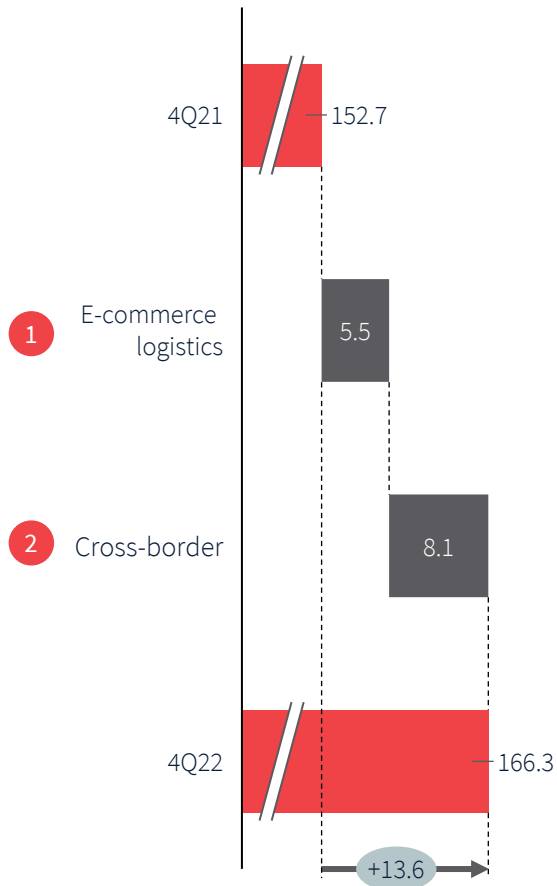 4Q21
152.7
1
E-commerce
logistics
5.5
2
Cross-border
8.1
4Q22
166.3
+13.6